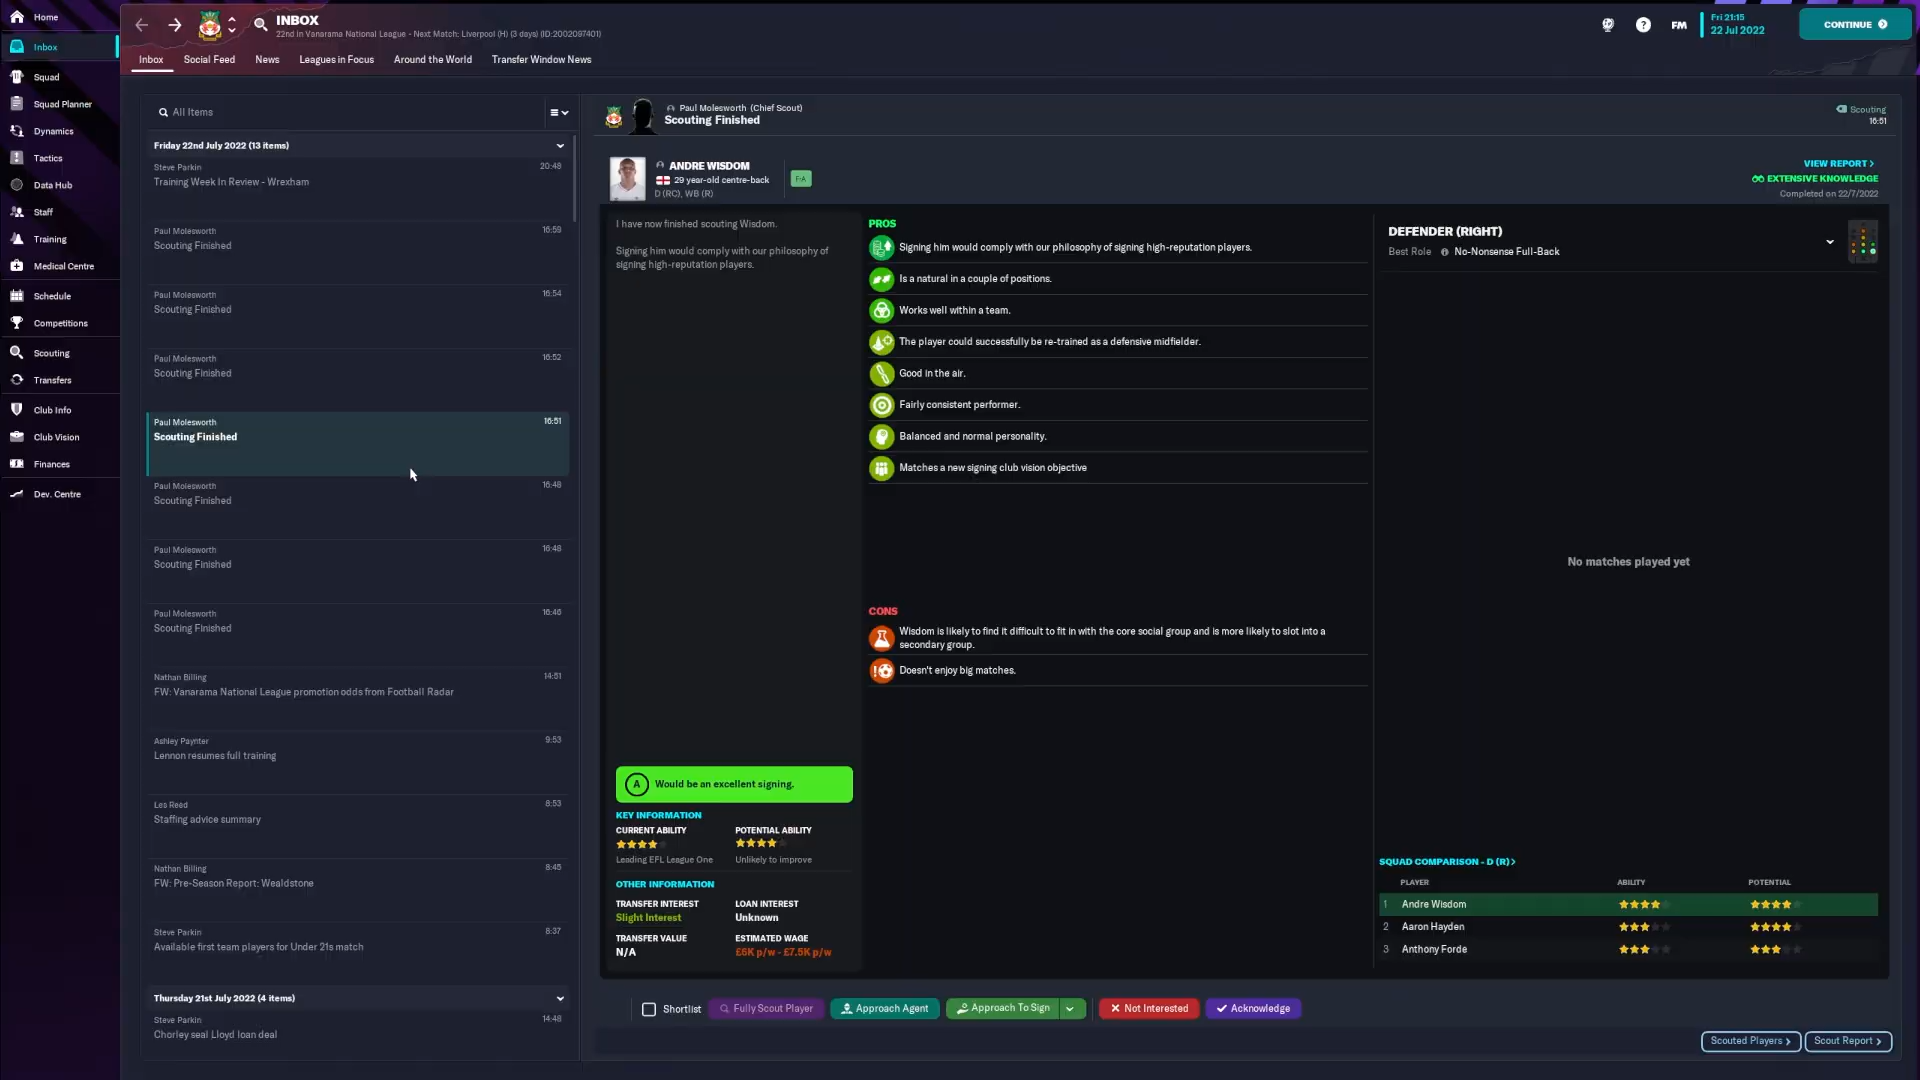 Home
Inbox
Squad
Squad Planner
Dynamics
Tactics
Data Hub
Staff
Training
Medical Centre
Schedule
Competitions
Scouting
Transfers
Club Info
Club Vision
Finances
Dev. Centre
INBOX
22nd in Vanarama National League - Next Match: Liverpool (H) (3 days) (ID:2002097401)
FM
Fri 21:15
22 Jul 2022
CONTINUE
Inbox Social Feed News Leagues in Focus Around the World Transfer Window News
All Items
Friday 22nd July 2022 (13 items)
Steve Parkin 20:48
Training Week In Review - Wrexham
Paul Molesworth 16:59
Scouting Finished
Paul Molesworth 16:54
Scouting Finished
Paul Molesworth 16:52
Scouting Finished
Paul Molesworth 16:51
Scouting Finished
Paul Molesworth 16:48
Scouting Finished
Paul Molesworth 16:48
Scouting Finished
Paul Molesworth 16:46
Scouting Finished
Nathan Billing 14:51
FW: Vanarama National League promotion odds from Football Radar
Ashley Paynter 9:53
Lennon resumes full training
Les Reed 8:53
Staffing advice summary
Nathan Billing 8:45
FW: Pre-Season Report: Wealdstone
Steve Parkin 8:37
Available first team players for Under 21s match
Thursday 21st July 2022 (4 items)
Steve Parkin 14:48
Chorley seal Lloyd loan deal
Paul Molesworth (Chief Scout)
Scouting Finished
Scouting
16:51
ANDRE WISDOM
29 year-old centre-back
D (RC), WB (R)
F:A
VIEW REPORT >
EXTENSIVE KNOWLEDGE
Completed on 22/7/2022
I have now finished scouting Wisdom.
Signing him would comply with our philosophy of
signing high-reputation players.
A Would be an excellent signing.
KEY INFORMATION
CURRENT ABILITY POTENTIAL ABILITY
Leading EFL League One Unlikely to improve
OTHER INFORMATION
TRANSFER INTEREST LOAN INTEREST
Slight Interest Unknown
TRANSFER VALUE ESTIMATED WAGE
N/A £6K p/w - £7.5K p/w
PROS
Signing him would comply with our philosophy of signing high-reputation players.
Is a natural in a couple of positions.
Works well within a team.
The player could successfully be re-trained as a defensive midfielder.
Good in the air.
Fairly consistent performer.
Balanced and normal personality.
Matches a new signing club vision objective
CONS
Wisdom is likely to find it difficult to fit in with the core social group and is more likely to slot into a
secondary group.
Doesn't enjoy big matches.
DEFENDER (RIGHT)
Best Role No-Nonsense Full-Back
No matches played yet
SQUAD COMPARISON - D (R) >
PLAYER ABILITY POTENTIAL
1 Andre Wisdom
2 Aaron Hayden
3 Anthony Forde
Shortlist Fully Scout Player Approach Agent Approach To Sign Not Interested Acknowledge
Scouted Players > Scout Report >